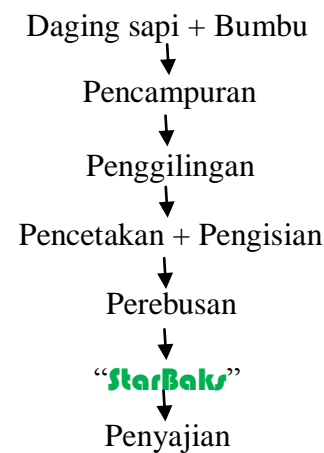 Daging sapi + Bumbu
Pencampuran
Penggilingan
Pencetakan + Pengisian
Perebusan
“StarBaks”
Penyajian